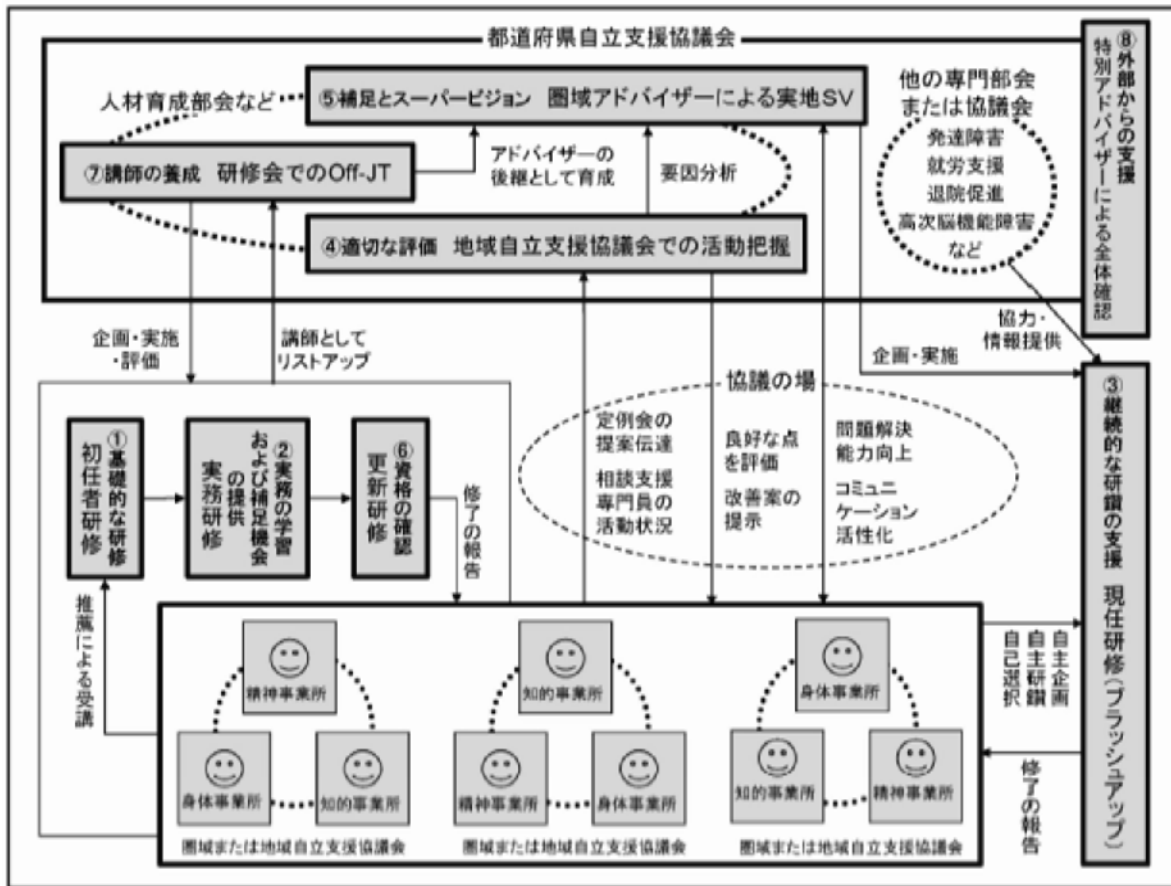 都道府県自立支援協議会
人材育成部会など
⑤補足とスーパービジョン 圏域アドバイザーによる実地SV
⑦講師の養成 研修会でのOff-JT
アドバイザーの
後継として育成
要因分析
④適切な評価 地域自立支援協議会での活動把握
他の専門部会
または協議会
発達障害
就労支援
退院促進
高次脳機能障害
など
⑧外部からの支援
特別アドバイザーによる全体確認
企画・実施
・評価
講師として
リストアップ
企画・実施
協力・
情報提供
協議の場
定例会の
提案伝達
相談支援
専門員の
活動状況
良好な点
を評価
改善案の
提示
問題解決
能力向上
コミュニ
ケーション
活性化
①基礎的な研修
初任者研修
②実務の学習
および補足機会
の提供
実務研修
⑥資格の確認
更新研修
修了の報告
③継続的な研鑽の支援 現任研修(ブラッシュアップ)
推薦による受講
自主企画
自主研鑽
自己選択
修了の報告
精神事業所
身体事業所
知的事業所
圏域または地域自立支援協議会
知的事業所
精神事業所
身体事業所
圏域または地域自立支援協議会
身体事業所
知的事業所
精神事業所
圏域または地域自立支援協議会